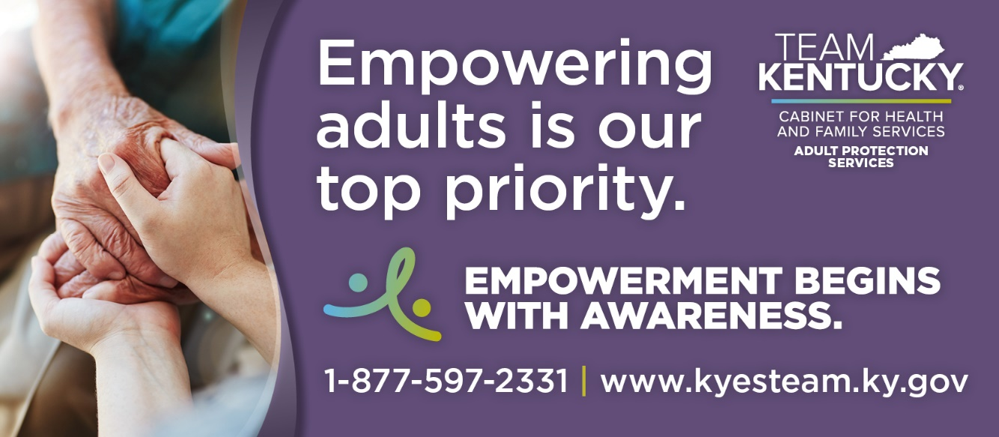 Empowering
adults is our
top priority.
TEAM
KENTUCKY®
CABINET FOR HEALTH
AND FAMILY SERVICES
ADULT PROTECTION
SERVICES
EMPOWERMENT BEGINS
WITH AWARENESS.
1-877-597-2331 | www.kyesteam.ky.gov